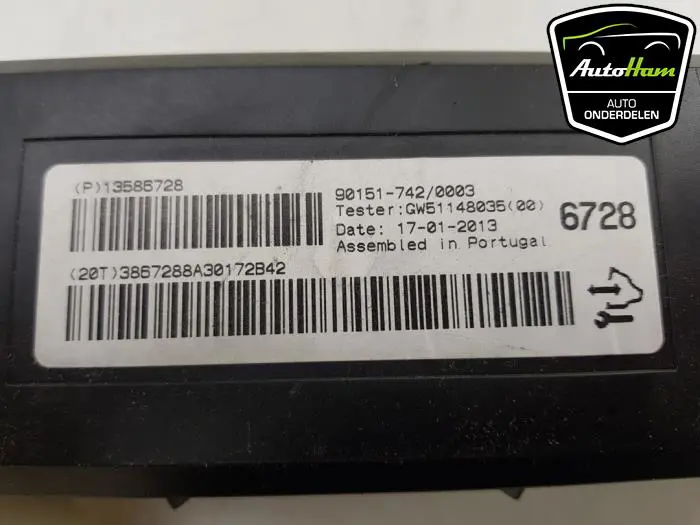 AutoHam
AUTO
ONDERDELEN
(P)13586728
90151-742/0003
Tester:GW51148035(00)
6728
Date: 17-01-2013
Assembled in Portugal
(20T)3867288A30172B42